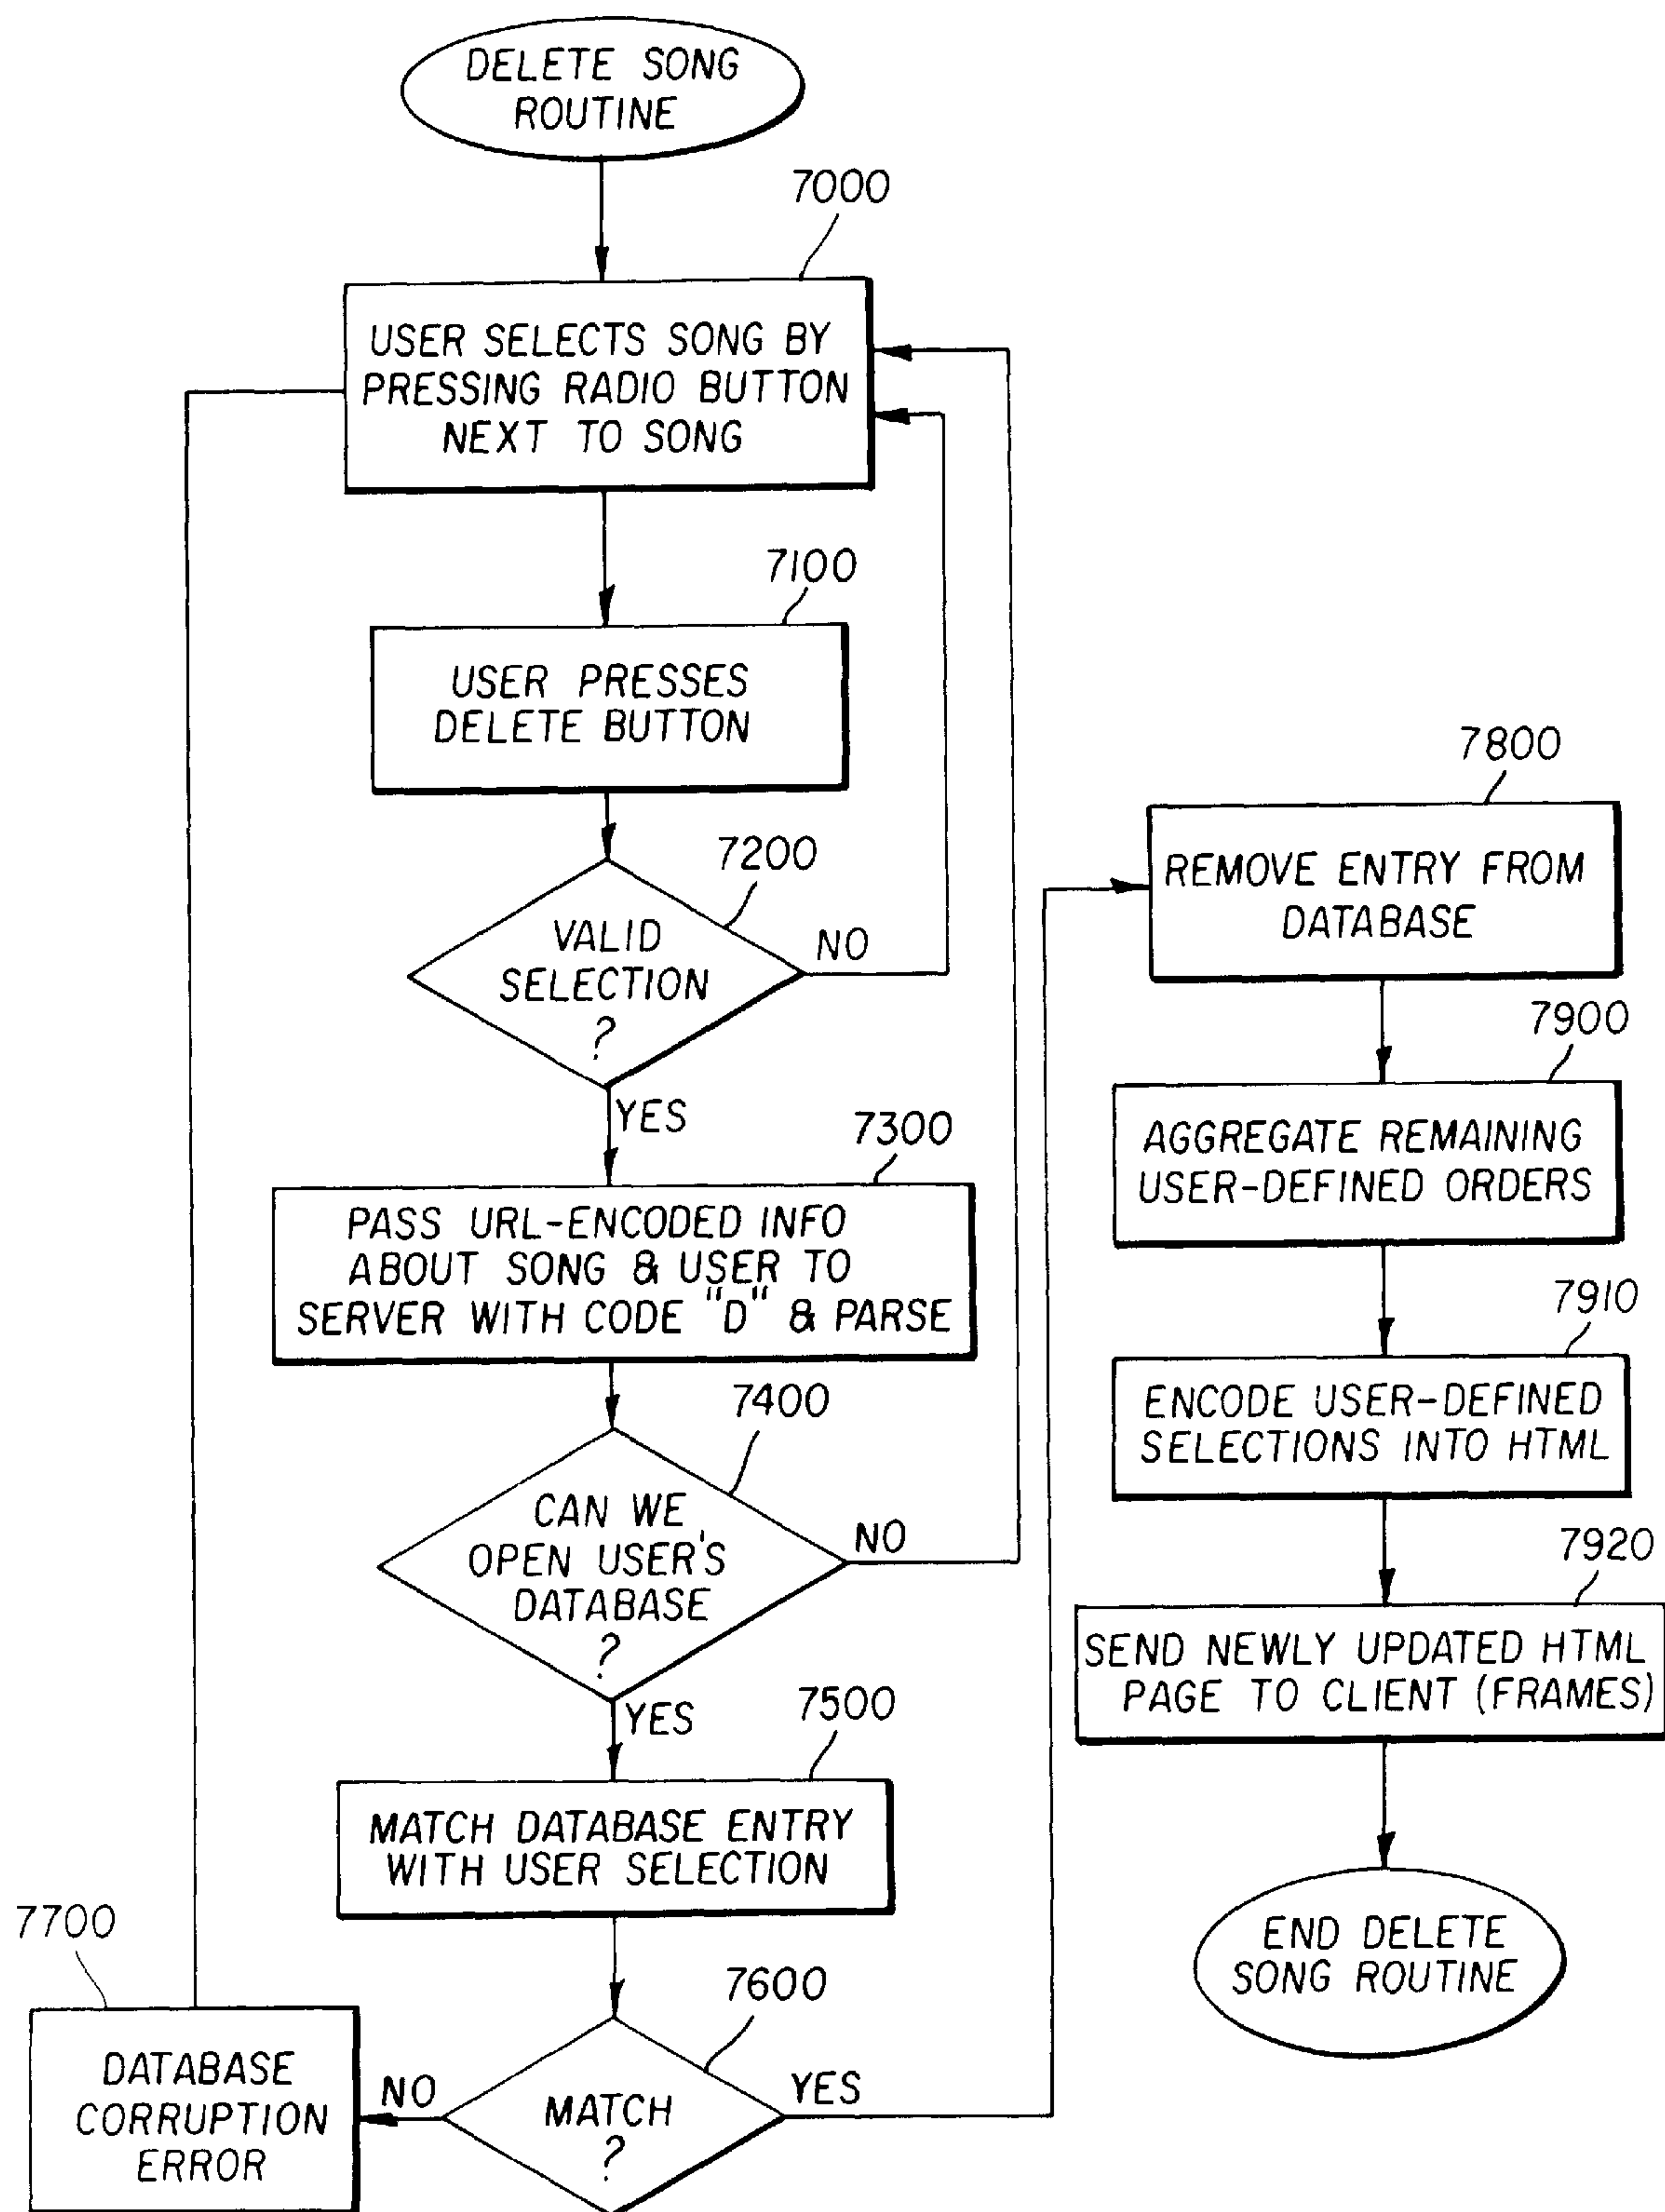 DELETE SONG
ROUTINE
7000
USER SELECTS SONG BY
PRESSING RADIO BUTTON
NEXT TO SONG
7100
USER PRESSES
DELETE BUTTON
7200
VALID
SELECTION
?
NO
YES
7300
PASS URL-ENCODED INFO
ABOUT SONG & USER TO
SERVER WITH CODE "D" & PARSE
7400
CAN WE
OPEN USER'S
DATABASE
?
NO
YES
7500
MATCH DATABASE ENTRY
WITH USER SELECTION
7600
MATCH
?
NO
YES
7700
DATABASE
CORRUPTION
ERROR
7800
REMOVE ENTRY FROM
DATABASE
7900
AGGREGATE REMAINING
USER-DEFINED ORDERS
7910
ENCODE USER-DEFINED
SELECTIONS INTO HTML
7920
SEND NEWLY UPDATED HTML
PAGE TO CLIENT (FRAMES)
END DELETE
SONG ROUTINE